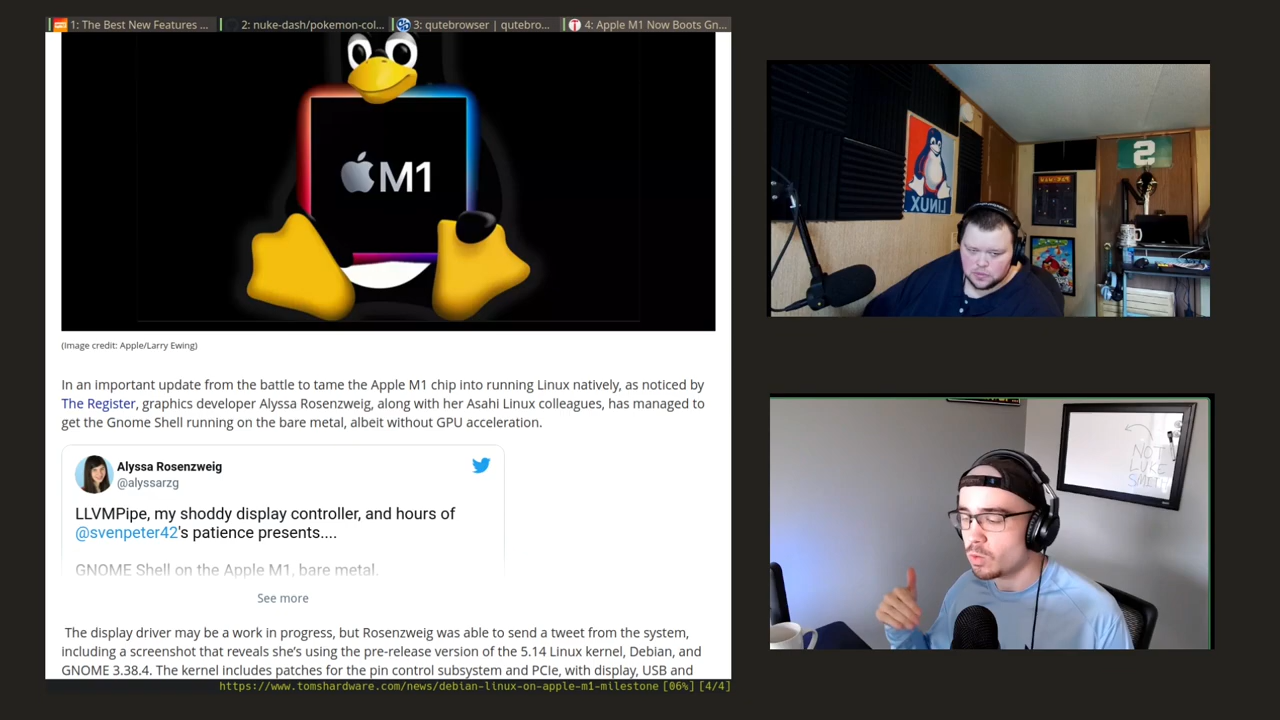 1: The Best New Features ...
2: nuke-dash/pokemon-col...
3: qutebrowser | qutebro...
4: Apple M1 Now Boots Gn...
M1
(Image credit: Apple/Larry Ewing)
In an important update from the battle to tame the Apple M1 chip into running Linux natively, as noticed by
The Register, graphics developer Alyssa Rosenzweig, along with her Asahi Linux colleagues, has managed to
get the Gnome Shell running on the bare metal, albeit without GPU acceleration.
Alyssa Rosenzweig
@alyssarzg
LLVMPipe, my shoddy display controller, and hours of
@svenpeter42's patience presents....
GNOME Shell on the Apple M1, bare metal.
See more
The display driver may be a work in progress, but Rosenzweig was able to send a tweet from the system,
including a screenshot that reveals she's using the pre-release version of the 5.14 Linux kernel, Debian, and
GNOME 3.38.4. The kernel includes patches for the pin control subsystem and PCIe, with display, USB and
https://www.tomshardware.com/news/debian-linux-on-apple-m1-milestone [06%] [4/4]
LINUX
S
NOT
LUKE
SMITH